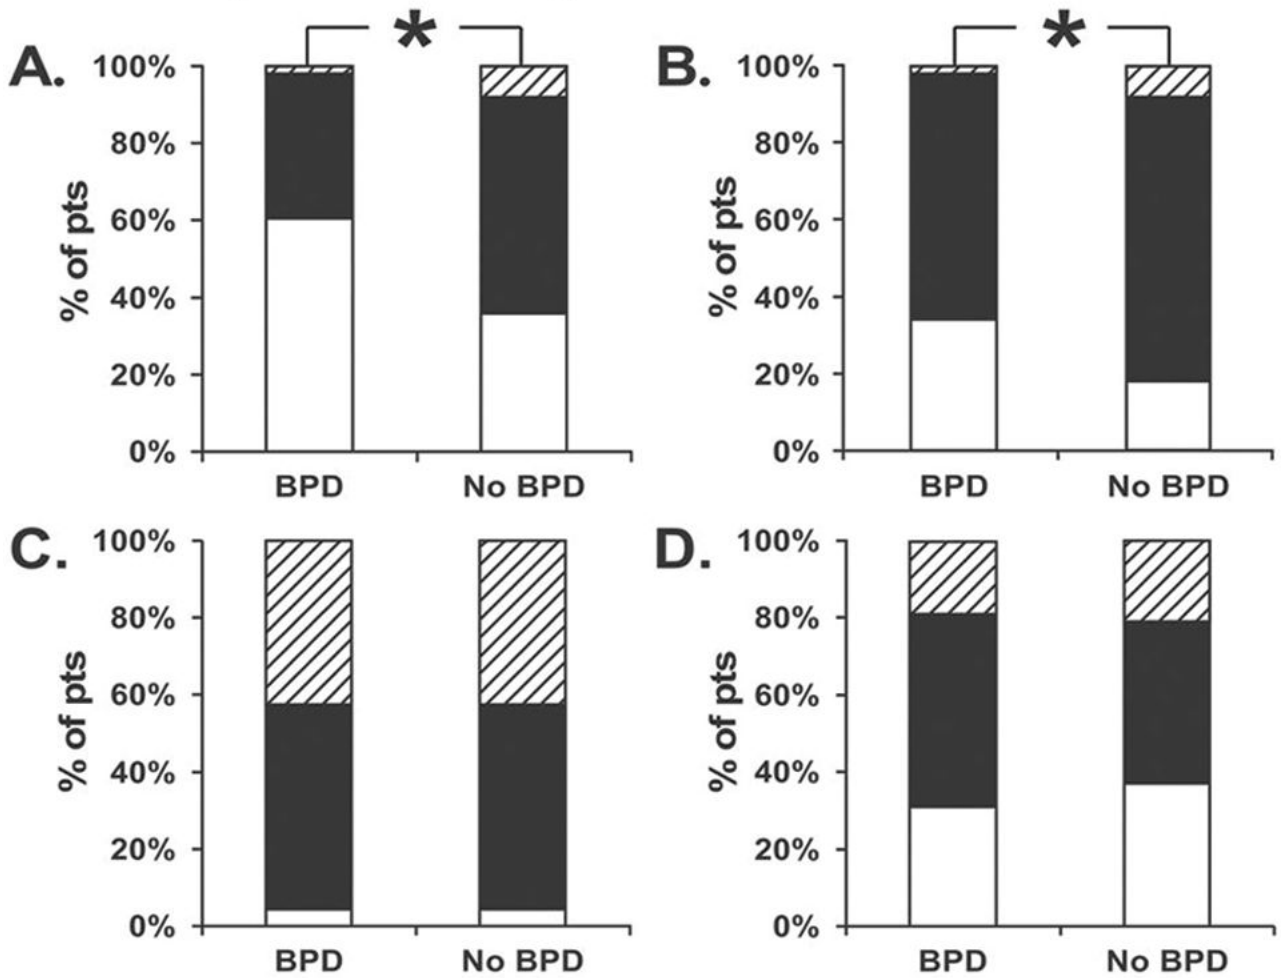 A.
*
% of pts
100%
80%
60%
40%
20%
0%
BPD No BPD
B.
*
% of pts
100%
80%
60%
40%
20%
0%
BPD No BPD
C.
% of pts
100%
80%
60%
40%
20%
0%
BPD No BPD
D.
% of pts
100%
80%
60%
40%
20%
0%
BPD No BPD